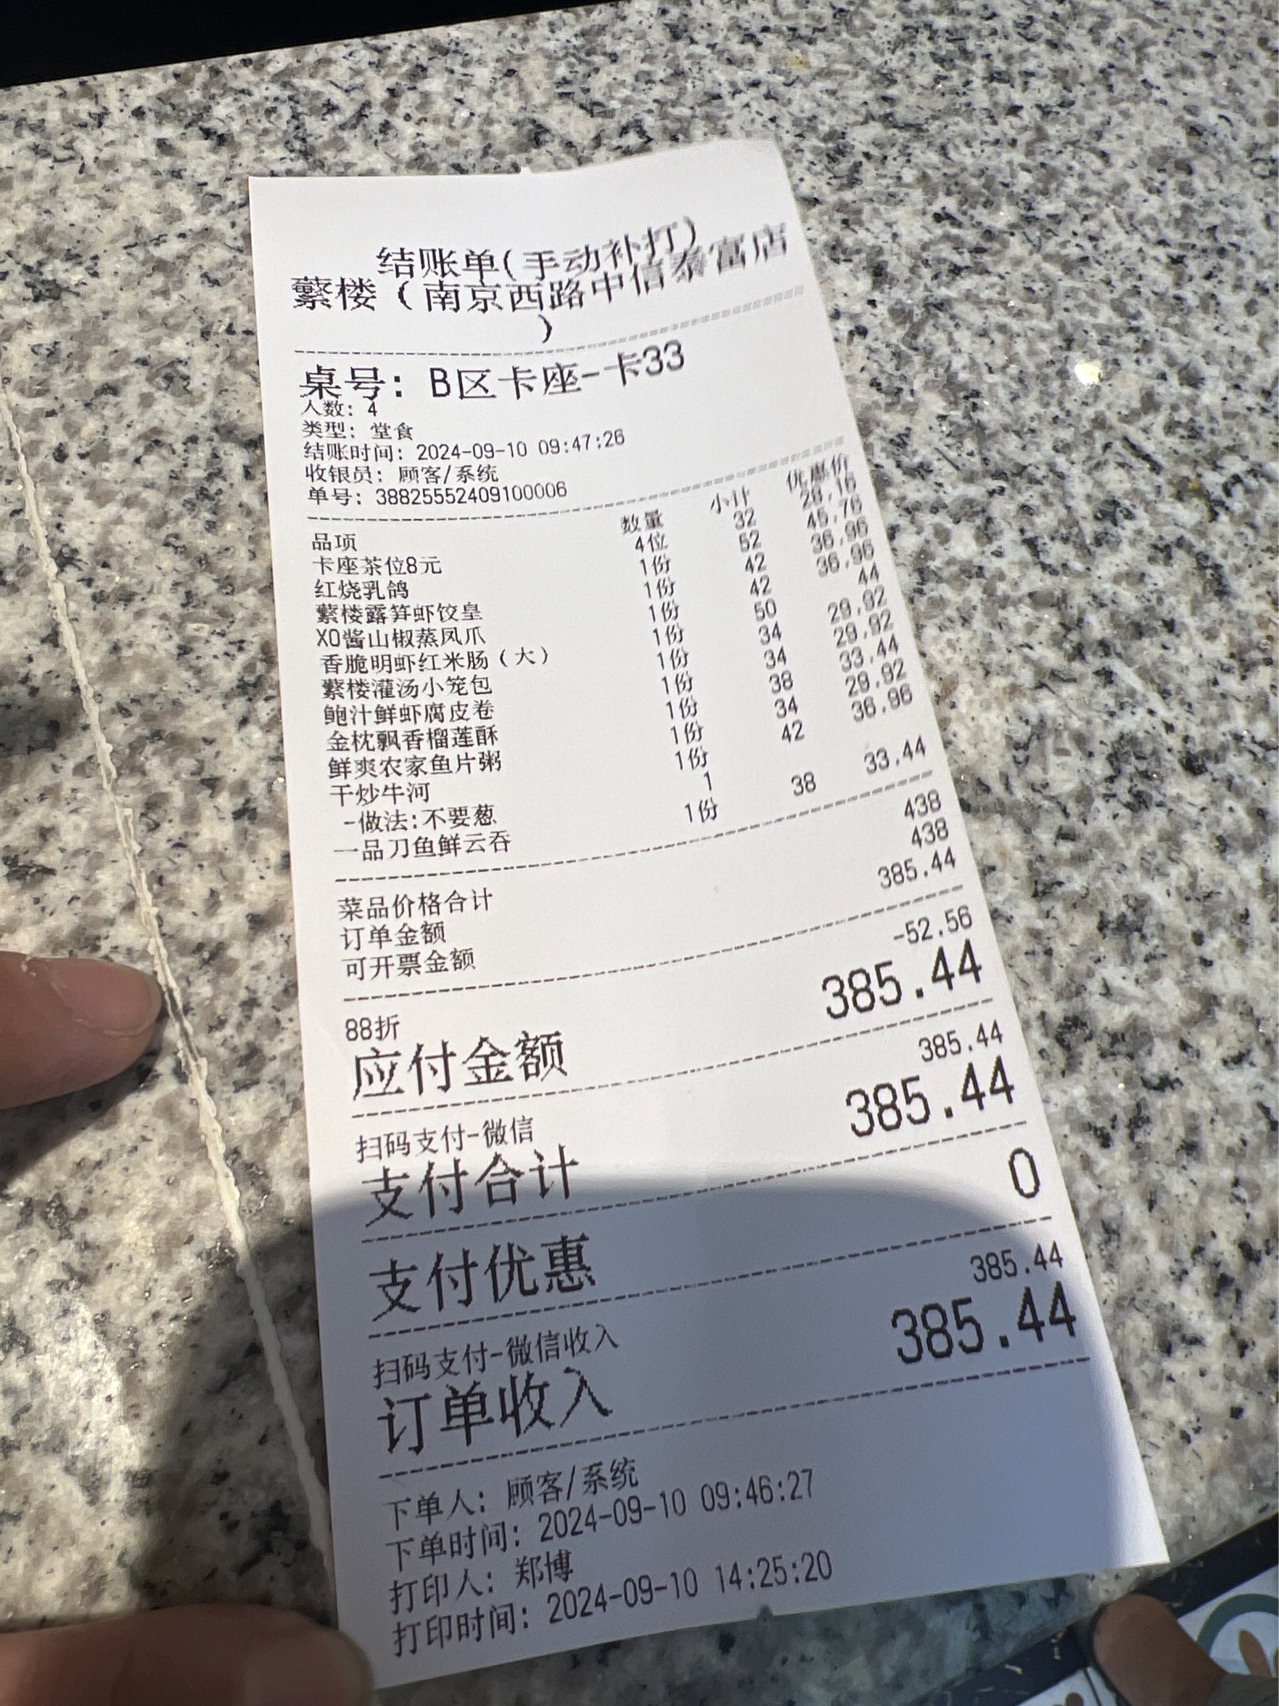 结账单(手动补打)
蘩楼（南京西路中信泰富店
）
桌号: B区卡座-卡33
人数: 4
类型: 堂食
结账时间: 2024-09-10 09:47:26
收银员: 顾客/系统
单号: 38825552409100006
品项 数量 小计 优惠价
卡座茶位8元 4位 32 28.16
红烧乳鸽 1份 52 45.76
蘩楼露笋虾饺皇 1份 42 36.96
XO酱山椒蒸凤爪 1份 42 36.96
香脆明虾红米肠（大） 1份 50 44
蘩楼灌汤小笼包 1份 34 29.92
鲍汁鲜虾腐皮卷 1份 34 29.92
金枕飘香榴莲酥 1份 38 33.44
鲜爽农家鱼片粥 1份 34 29.92
干炒牛河 1份 42 36.96
-做法:不要葱 1
一品刀鱼鲜云吞 1份 38 33.44
菜品价格合计 438
订单金额 438
可开票金额 385.44
88折 -52.56
应付金额 385.44
扫码支付-微信 385.44
支付合计 385.44
支付优惠 0
扫码支付-微信收入 385.44
订单收入 385.44
下单人: 顾客/系统
下单时间: 2024-09-10 09:46:27
打印人: 郑博
打印时间: 2024-09-10 14:25:20